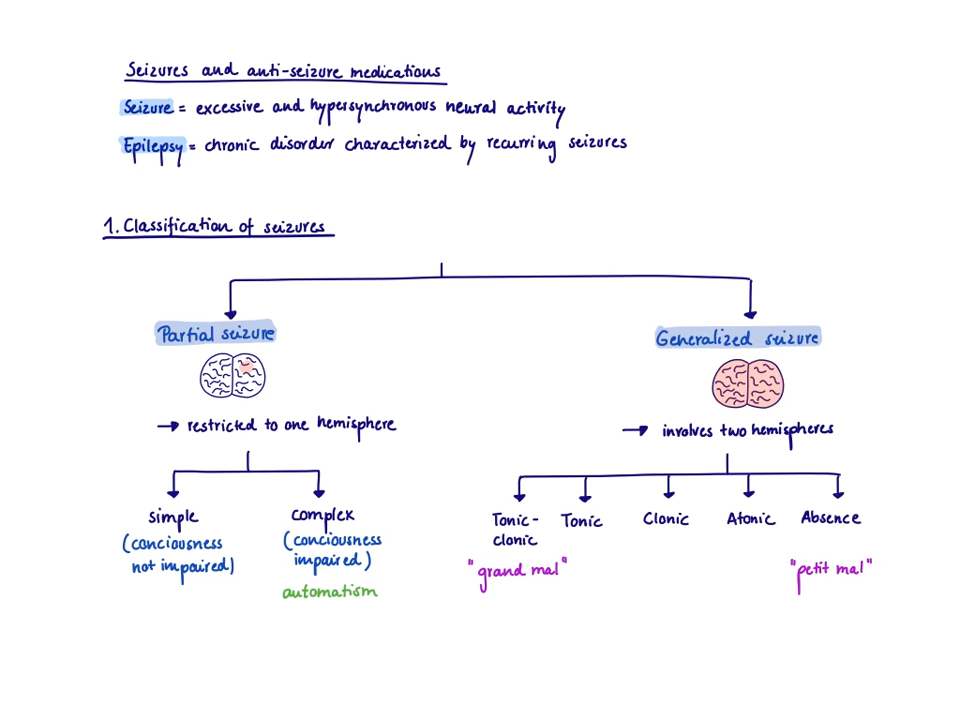 Seizures and anti-seizure medications
Seizure = excessive and hypersynchronous neural activity
Epilepsy = chronic disorder characterized by recurring seizures
1. Classification of seizures
Partial seizure
Generalized seizure
→ restricted to one hemisphere
→ involves two hemispheres
simple
(conciousness
not impaired)
complex
(conciousness
impaired)
automatism
Tonic-
clonic
"grand mal"
Tonic
Clonic
Atonic
Absence
"petit mal"